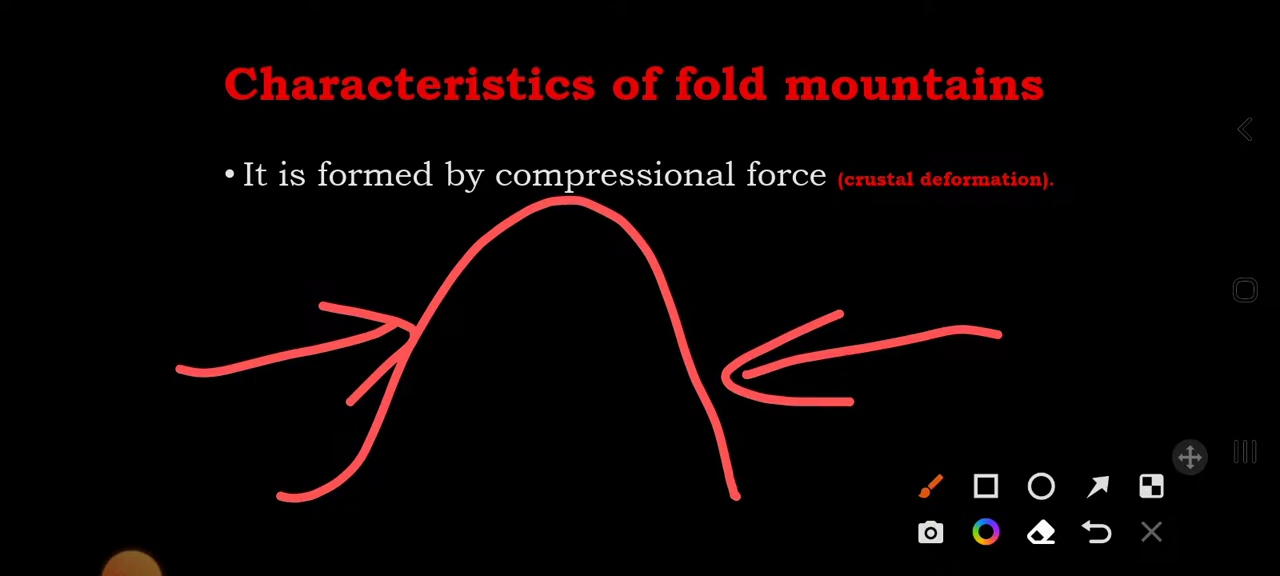 Characteristics of fold mountains
• It is formed by compressional force (crustal deformation).